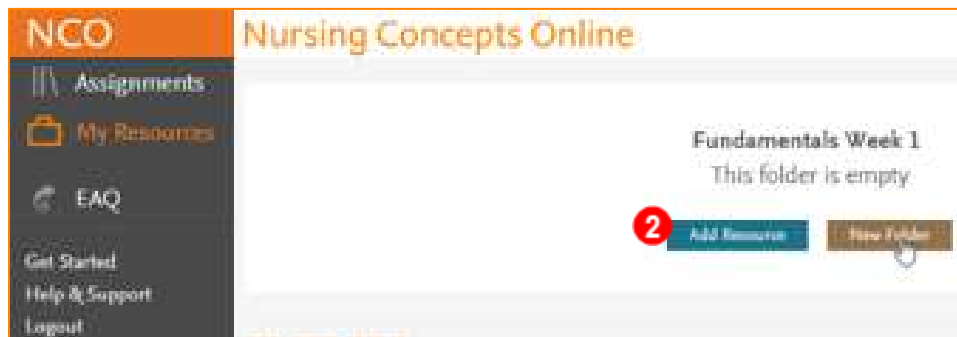 NCO
Nursing Concepts Online
Assignments
My Resources
EAQ
Get Started
Help & Support
Logout
Fundamentals Week 1
This folder is empty
2
Add Resource
New Folder